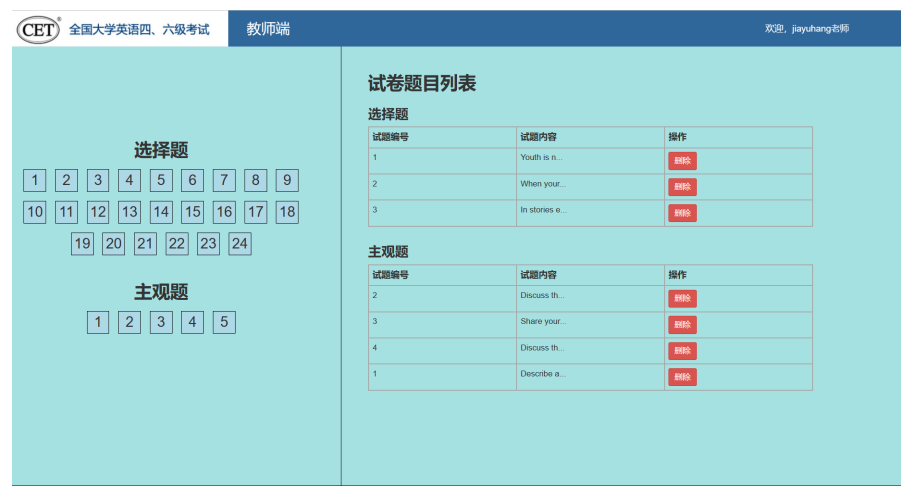 CET 全国大学英语四、六级考试 教师端 欢迎，jiayuhang老师
选择题
1 2 3 4 5 6 7 8 9
10 11 12 13 14 15 16 17 18
19 20 21 22 23 24
主观题
1 2 3 4 5
试卷题目列表
选择题
试题编号 试题内容 操作
1 Youth is n... 删除
2 When your... 删除
3 In stories e... 删除
主观题
试题编号 试题内容 操作
2 Discuss th... 删除
3 Share your... 删除
4 Discuss th... 删除
1 Describe a... 删除